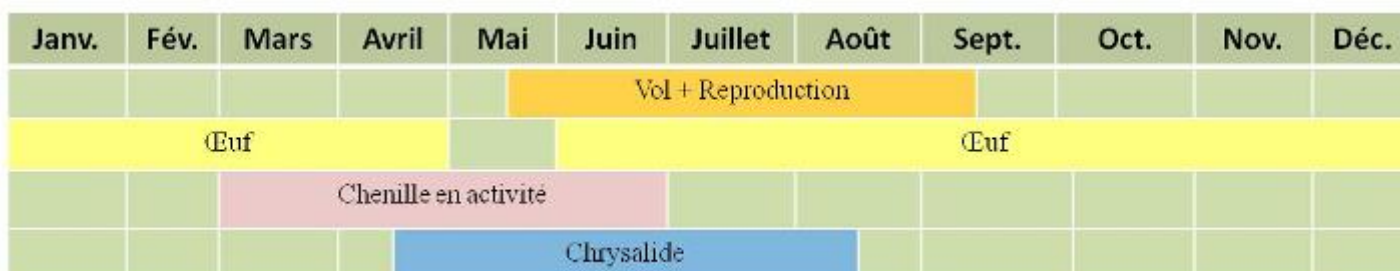 Janv. Fév. Mars Avril Mai Juin Juillet Août Sept. Oct. Nov. Déc.
Vol + Reproduction
Œuf Œuf
Chenille en activité
Chrysalide